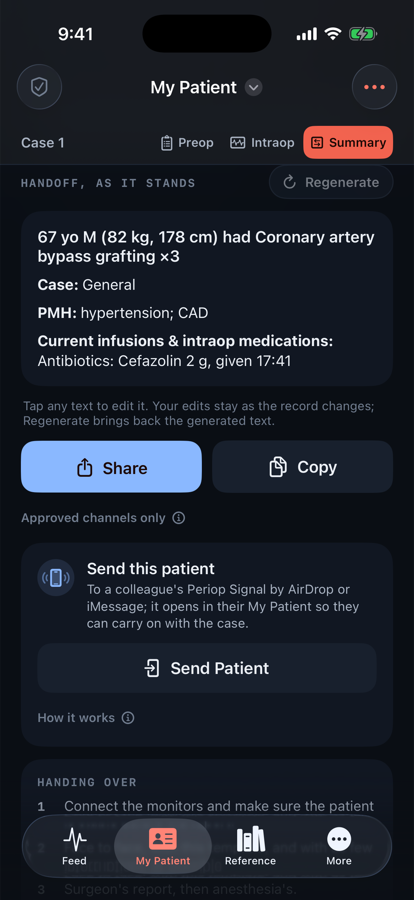 9:41
My Patient
Case 1
Preop
Intraop
Summary
HANDOFF, AS IT STANDS
Regenerate
67 yo M (82 kg, 178 cm) had Coronary artery
bypass grafting ×3
Case: General
PMH: hypertension; CAD
Current infusions & intraop medications:
Antibiotics: Cefazolin 2 g, given 17:41
Tap any text to edit it. Your edits stay as the record changes;
Regenerate brings back the generated text.
Share
Copy
Approved channels only
Send this patient
To a colleague's Periop Signal by AirDrop or
iMessage; it opens in their My Patient so they
can carry on with the case.
Send Patient
How it works
HANDING OVER
1 Connect the monitors and make sure the patient
2
Feed
My Patient
Reference
More
3 Surgeon's report, then anesthesia's.